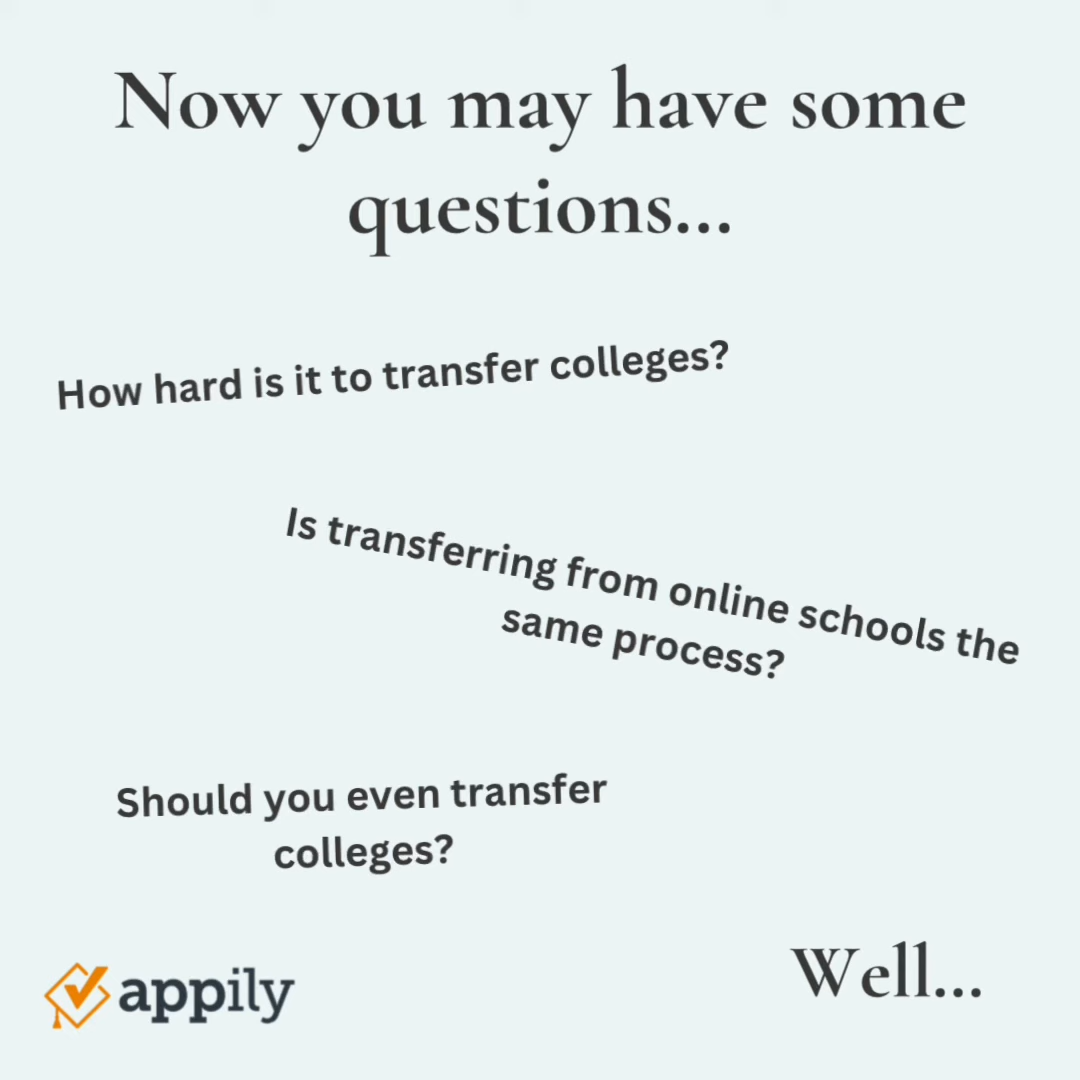 Now you may have some
questions...
How hard is it to transfer colleges?
Is transferring from online schools the
same process?
Should you even transfer
colleges?
appily
Well...